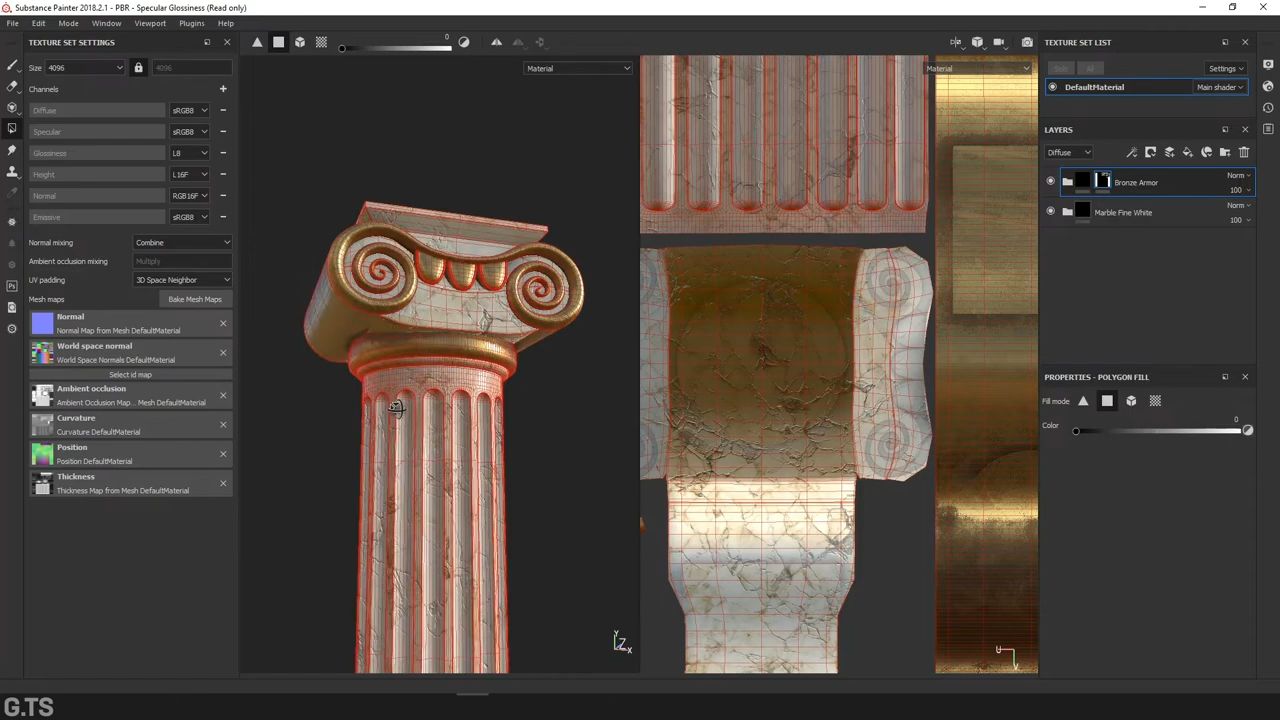 Substance Painter 2018.2.1 - PBR - Specular Glossiness (Read only)
File Edit Mode Window Viewport Plugins Help
TEXTURE SET SETTINGS
Size 4096 4096
Channels
Diffuse sRGB8
Specular sRGB8
Glossiness L8
Height L16F
Normal RGB16F
Emissive sRGB8
Normal mixing Combine
Ambient occlusion mixing Multiply
UV padding 3D Space Neighbor
Mesh maps Bake Mesh Maps
Normal
Normal Map from Mesh DefaultMaterial
World space normal
World Space Normals DefaultMaterial
Select id map
Ambient occlusion
Ambient Occlusion Map... Mesh DefaultMaterial
Curvature
Curvature DefaultMaterial
Position
Position DefaultMaterial
Thickness
Thickness Map from Mesh DefaultMaterial
0
Material
Y
Z
X
Material
U
V
TEXTURE SET LIST
Solo All Settings
DefaultMaterial Main shader
LAYERS
Diffuse
Bronze Armor Norm
100
Marble Fine White Norm
100
PROPERTIES - POLYGON FILL
Fill mode
Color 0
G.TS